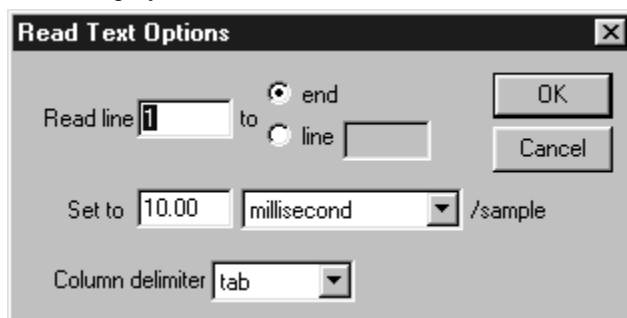 Read Text Options
Read line 1 to end
line
OK
Cancel
Set to 10.00 millisecond /sample
Column delimiter tab